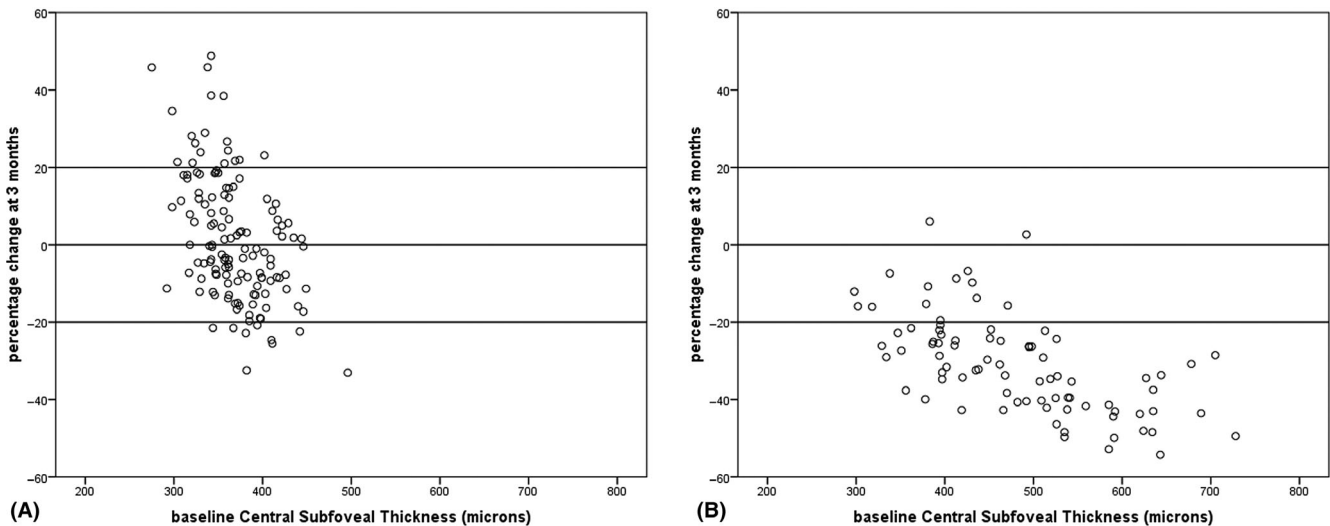 60
40
20
0
−20
−40
−60
200 300 400 500 600 700 800
percentage change at 3 months
baseline Central Subfoveal Thickness (microns)
(A)
60
40
20
0
−20
−40
−60
200 300 400 500 600 700 800
percentage change at 3 months
baseline Central Subfoveal Thickness (microns)
(B)